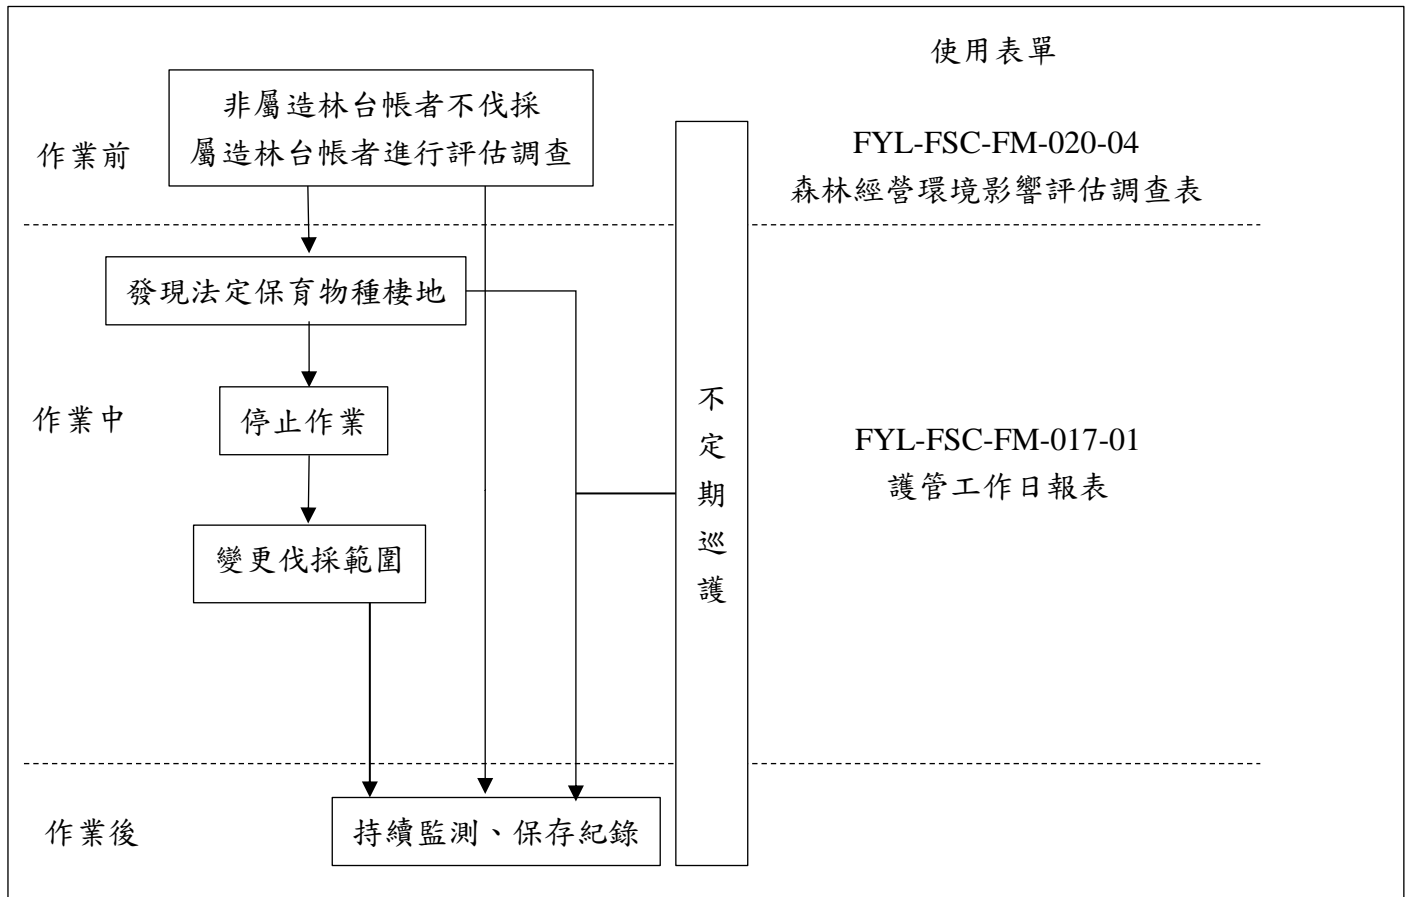 使用表單
非屬造林台帳者不伐採
屬造林台帳者進行評估調查
作業前
FYL-FSC-FM-020-04
森林經營環境影響評估調查表
發現法定保育物種棲地
作業中
停止作業
變更伐採範圍
不定期巡護
FYL-FSC-FM-017-01
護管工作日報表
作業後
持續監測、保存紀錄